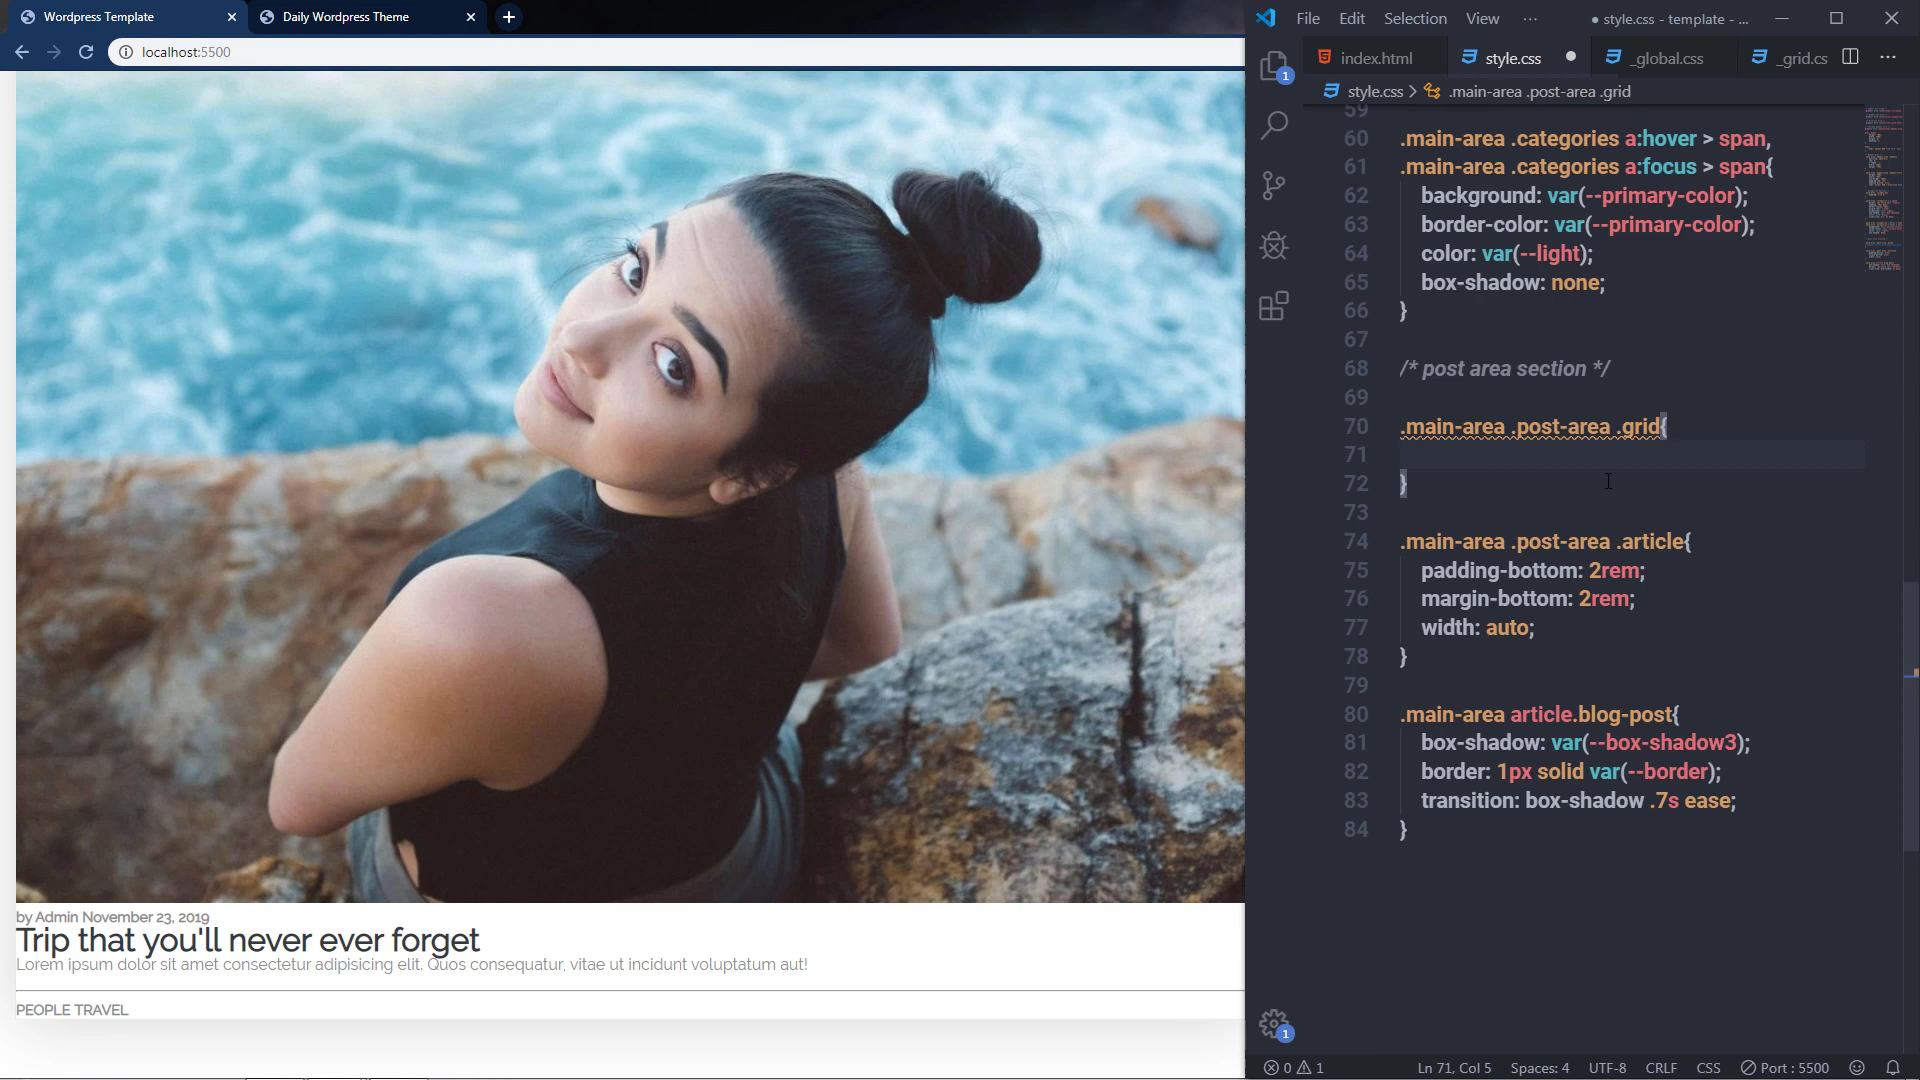 Wordpress Template
Daily Wordpress Theme
localhost:5500
by Admin November 23, 2019
Trip that you'll never ever forget
Lorem ipsum dolor sit amet consectetur adipisicing elit. Quos consequatur, vitae ut incidunt voluptatum aut!
PEOPLE TRAVEL
File Edit Selection View ··· ● style.css - template - ...
index.html style.css ● _global.css _grid.cs ···
style.css > .main-area .post-area .grid
59
60 .main-area .categories a:hover > span,
61 .main-area .categories a:focus > span{
62 background: var(--primary-color);
63 border-color: var(--primary-color);
64 color: var(--light);
65 box-shadow: none;
66 }
67
68 /* post area section */
69
70 .main-area .post-area .grid{
71
72 }
73
74 .main-area .post-area .article{
75 padding-bottom: 2rem;
76 margin-bottom: 2rem;
77 width: auto;
78 }
79
80 .main-area article.blog-post{
81 box-shadow: var(--box-shadow3);
82 border: 1px solid var(--border);
83 transition: box-shadow .7s ease;
84 }
1
1
0 1 Ln 71, Col 5 Spaces: 4 UTF-8 CRLF CSS Port : 5500